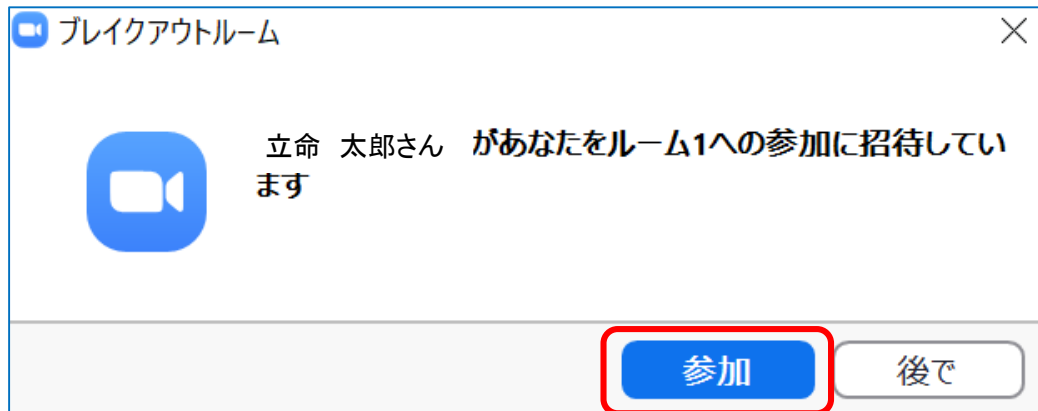 ブレイクアウトルーム
立命 太郎さん があなたをルーム1への参加に招待してい
ます
参加
後で